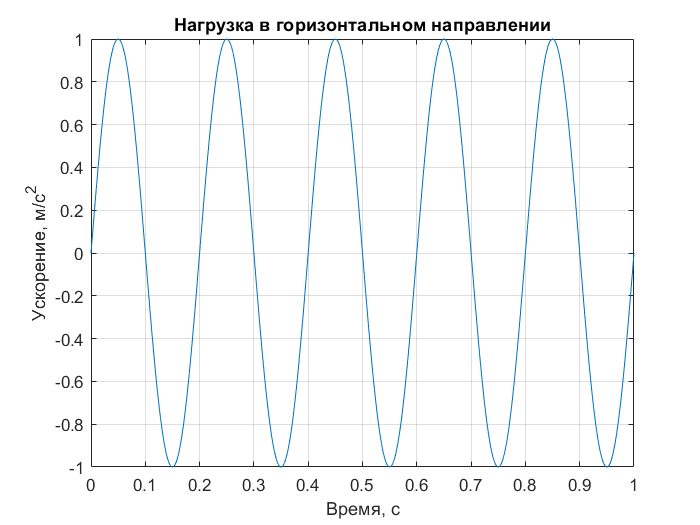 Нагрузка в горизонтальном направлении
1
0.8
0.6
0.4
0.2
0
-0.2
-0.4
-0.6
-0.8
-1
Ускорение, м/с²
0 0.1 0.2 0.3 0.4 0.5 0.6 0.7 0.8 0.9 1
Время, с